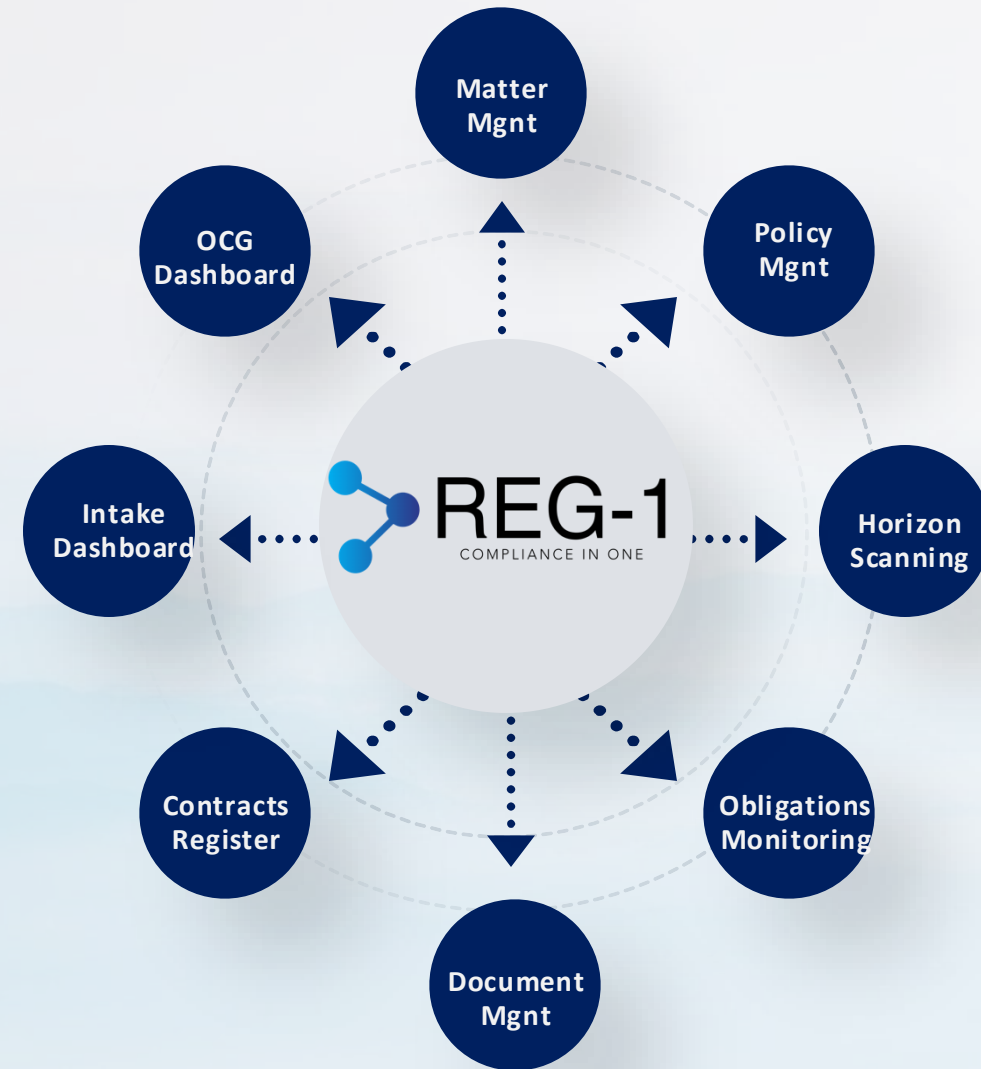 Matter
Mgnt
OCG
Dashboard
Policy
Mgnt
Intake
Dashboard
REG-1
COMPLIANCE IN ONE
Horizon
Scanning
Contracts
Register
Obligations
Monitoring
Document
Mgnt